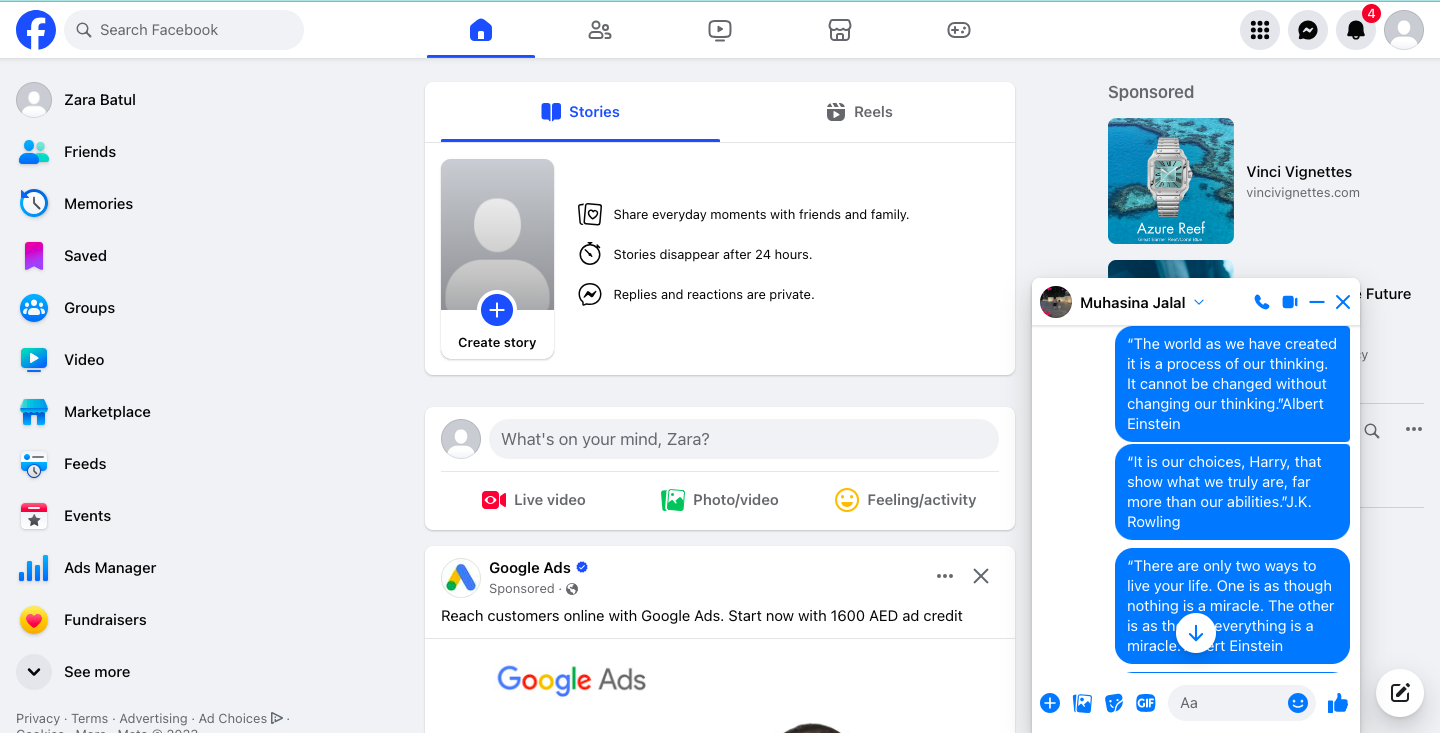 Search Facebook
4
Zara Batul
Friends
Memories
Saved
Groups
Video
Marketplace
Feeds
Events
Ads Manager
Fundraisers
See more
Privacy · Terms · Advertising · Ad Choices ·
Stories
Reels
Create story
Share everyday moments with friends and family.
Stories disappear after 24 hours.
Replies and reactions are private.
What's on your mind, Zara?
Live video
Photo/video
Feeling/activity
Google Ads
Sponsored ·
Reach customers online with Google Ads. Start now with 1600 AED ad credit
Google Ads
Sponsored
Azure Reef
Vinci Vignettes
vincivignettes.com
Future
Muhasina Jalal
“The world as we have created
it is a process of our thinking.
It cannot be changed without
changing our thinking.”Albert
Einstein
“It is our choices, Harry, that
show what we truly are, far
more than our abilities.”J.K.
Rowling
“There are only two ways to
live your life. One is as though
nothing is a miracle. The other
is as everything is a
miracle. Einstein
GIF
Aa